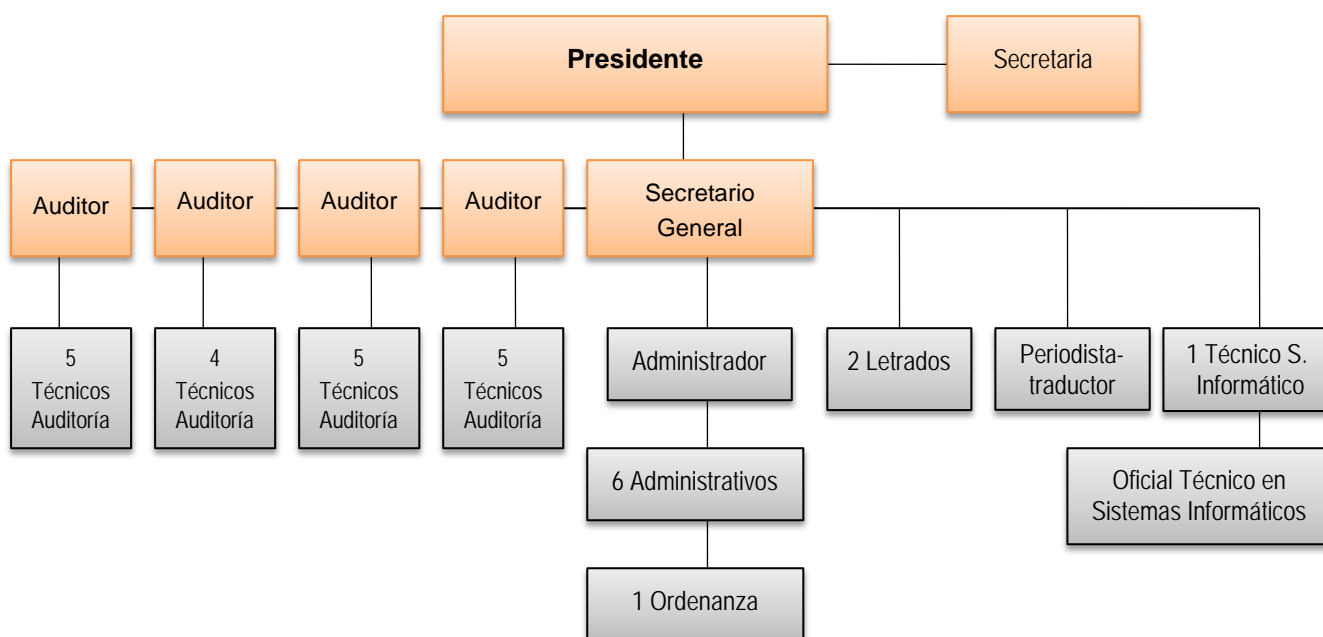 Presidente
Secretaria
Auditor
Auditor
Auditor
Auditor
Secretario
General
5
Técnicos
Auditoría
4
Técnicos
Auditoría
5
Técnicos
Auditoría
5
Técnicos
Auditoría
Administrador
2 Letrados
Periodista-
traductor
1 Técnico S.
Informático
6 Administrativos
Oficial Técnico en
Sistemas Informáticos
1 Ordenanza